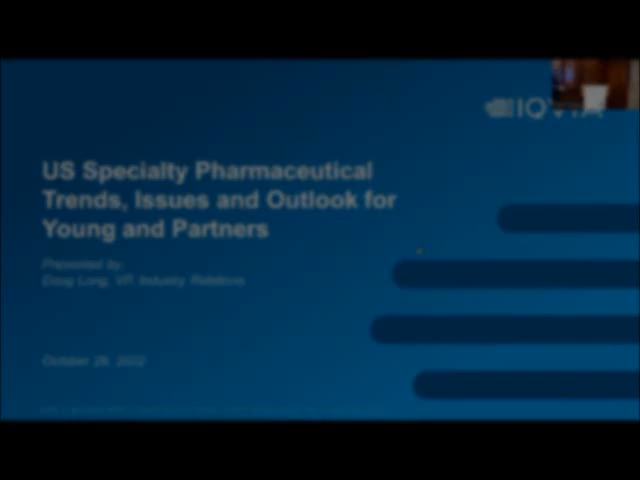 IQVIA
US Specialty Pharmaceutical
Trends, Issues and Outlook for
Young and Partners
Presented by:
Doug Long, VP, Industry Relations
October 28, 2022